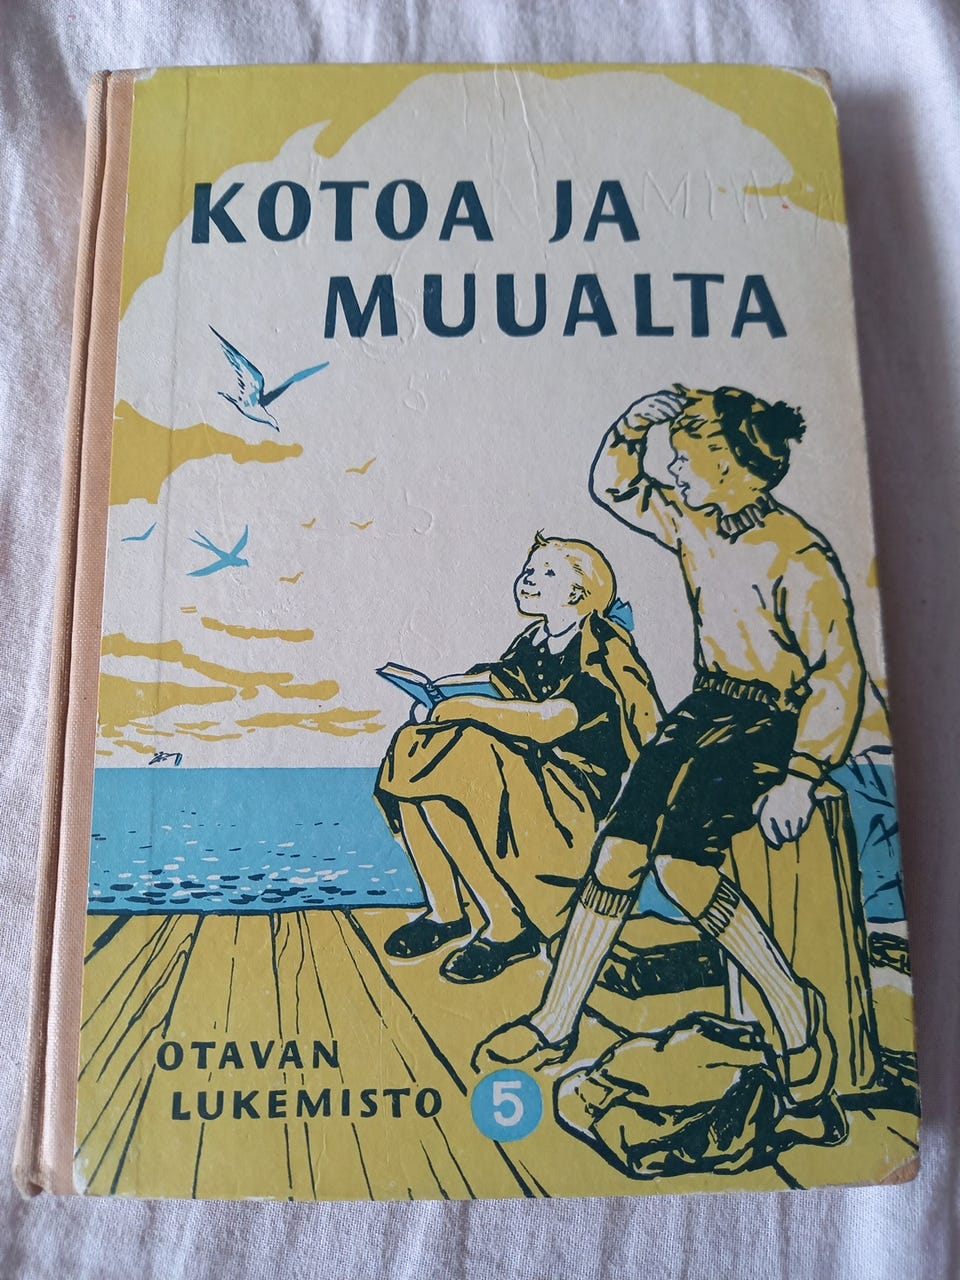 KOTOA JA
MUUALTA
OTAVAN
LUKEMISTO 5